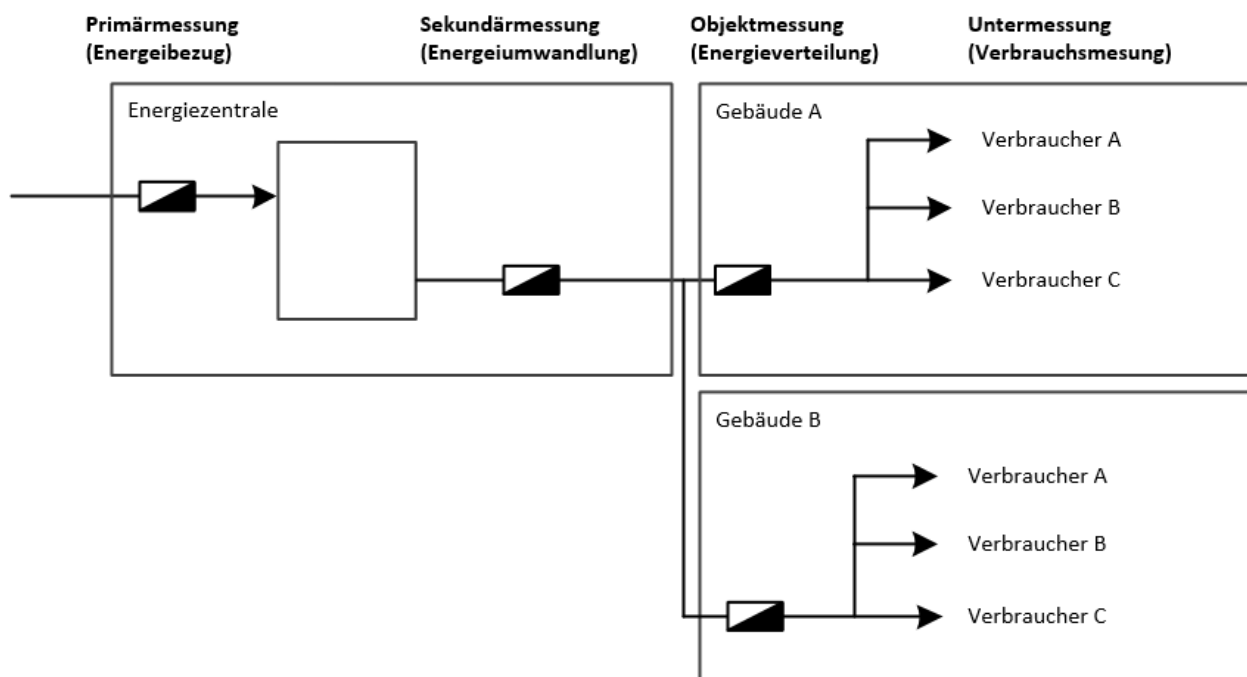 Primärmessung
(Energeibezug)
Sekundärmessung
(Energeiumwandlung)
Objektmessung
(Energieverteilung)
Untermessung
(Verbrauchsmesung)
Energiezentrale
Gebäude A
Verbraucher A
Verbraucher B
Verbraucher C
Gebäude B
Verbraucher A
Verbraucher B
Verbraucher C